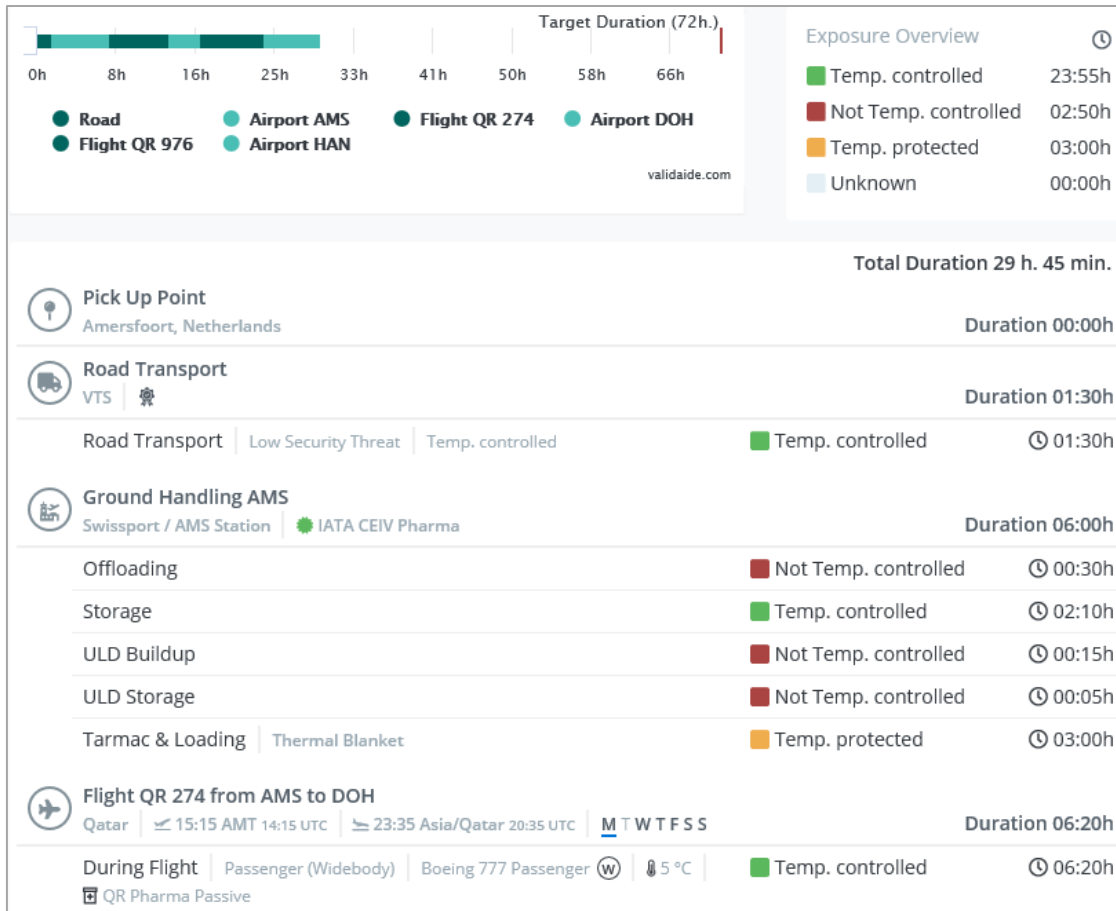 Target Duration (72h.)
0h 8h 16h 25h 33h 41h 50h 58h 66h
Road Airport AMS Flight QR 274 Airport DOH
Flight QR 976 Airport HAN
validaide.com
Exposure Overview
Temp. controlled 23:55h
Not Temp. controlled 02:50h
Temp. protected 03:00h
Unknown 00:00h
Total Duration 29 h. 45 min.
Pick Up Point
Amersfoort, Netherlands Duration 00:00h
Road Transport
VTS Duration 01:30h
Road Transport Low Security Threat Temp. controlled Temp. controlled 01:30h
Ground Handling AMS
Swissport / AMS Station IATA CEIV Pharma Duration 06:00h
Offloading Not Temp. controlled 00:30h
Storage Temp. controlled 02:10h
ULD Buildup Not Temp. controlled 00:15h
ULD Storage Not Temp. controlled 00:05h
Tarmac & Loading Thermal Blanket Temp. protected 03:00h
Flight QR 274 from AMS to DOH
Qatar 15:15 AMT 14:15 UTC 23:35 Asia/Qatar 20:35 UTC M T W T F S S Duration 06:20h
During Flight Passenger (Widebody) Boeing 777 Passenger W 5 °C Temp. controlled 06:20h
QR Pharma Passive